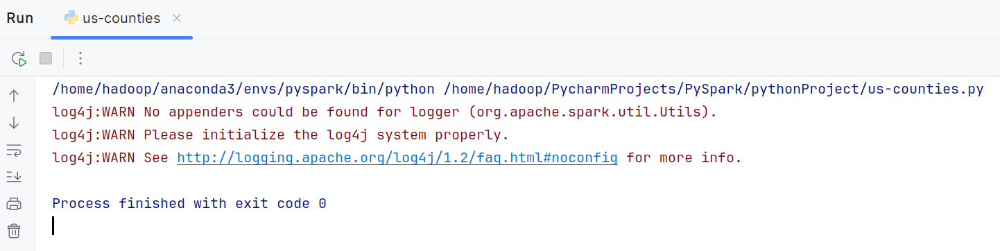 Run us-counties
/home/hadoop/anaconda3/envs/pyspark/bin/python /home/hadoop/PycharmProjects/PySpark/pythonProject/us-counties.py
log4j:WARN No appenders could be found for logger (org.apache.spark.util.Utils).
log4j:WARN Please initialize the log4j system properly.
log4j:WARN See http://logging.apache.org/log4j/1.2/faq.html#noconfig for more info.
Process finished with exit code 0